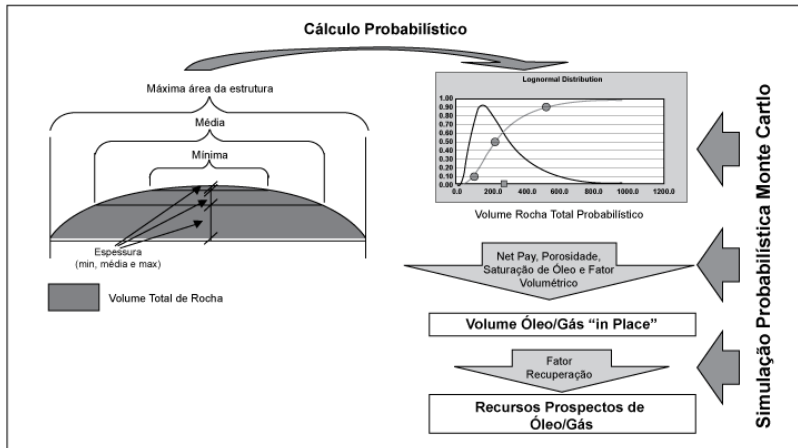 Cálculo Probabilístico
Máxima área da estrutura
Média
Mínima
Espessura
(min, média e max)
Volume Total de Rocha
Lognormal Distribution
1.00
0.90
0.80
0.70
0.60
0.50
0.40
0.30
0.20
0.10
0.00
0.0 200.0 400.0 600.0 800.0 1000.0 1200.0
Volume Rocha Total Probabilístico
Net Pay, Porosidade,
Saturação de Óleo e Fator
Volumétrico
Volume Óleo/Gás “in Place”
Fator
Recuperação
Recursos Prospectos de
Óleo/Gás
Simulação Probabilística Monte Cartlo